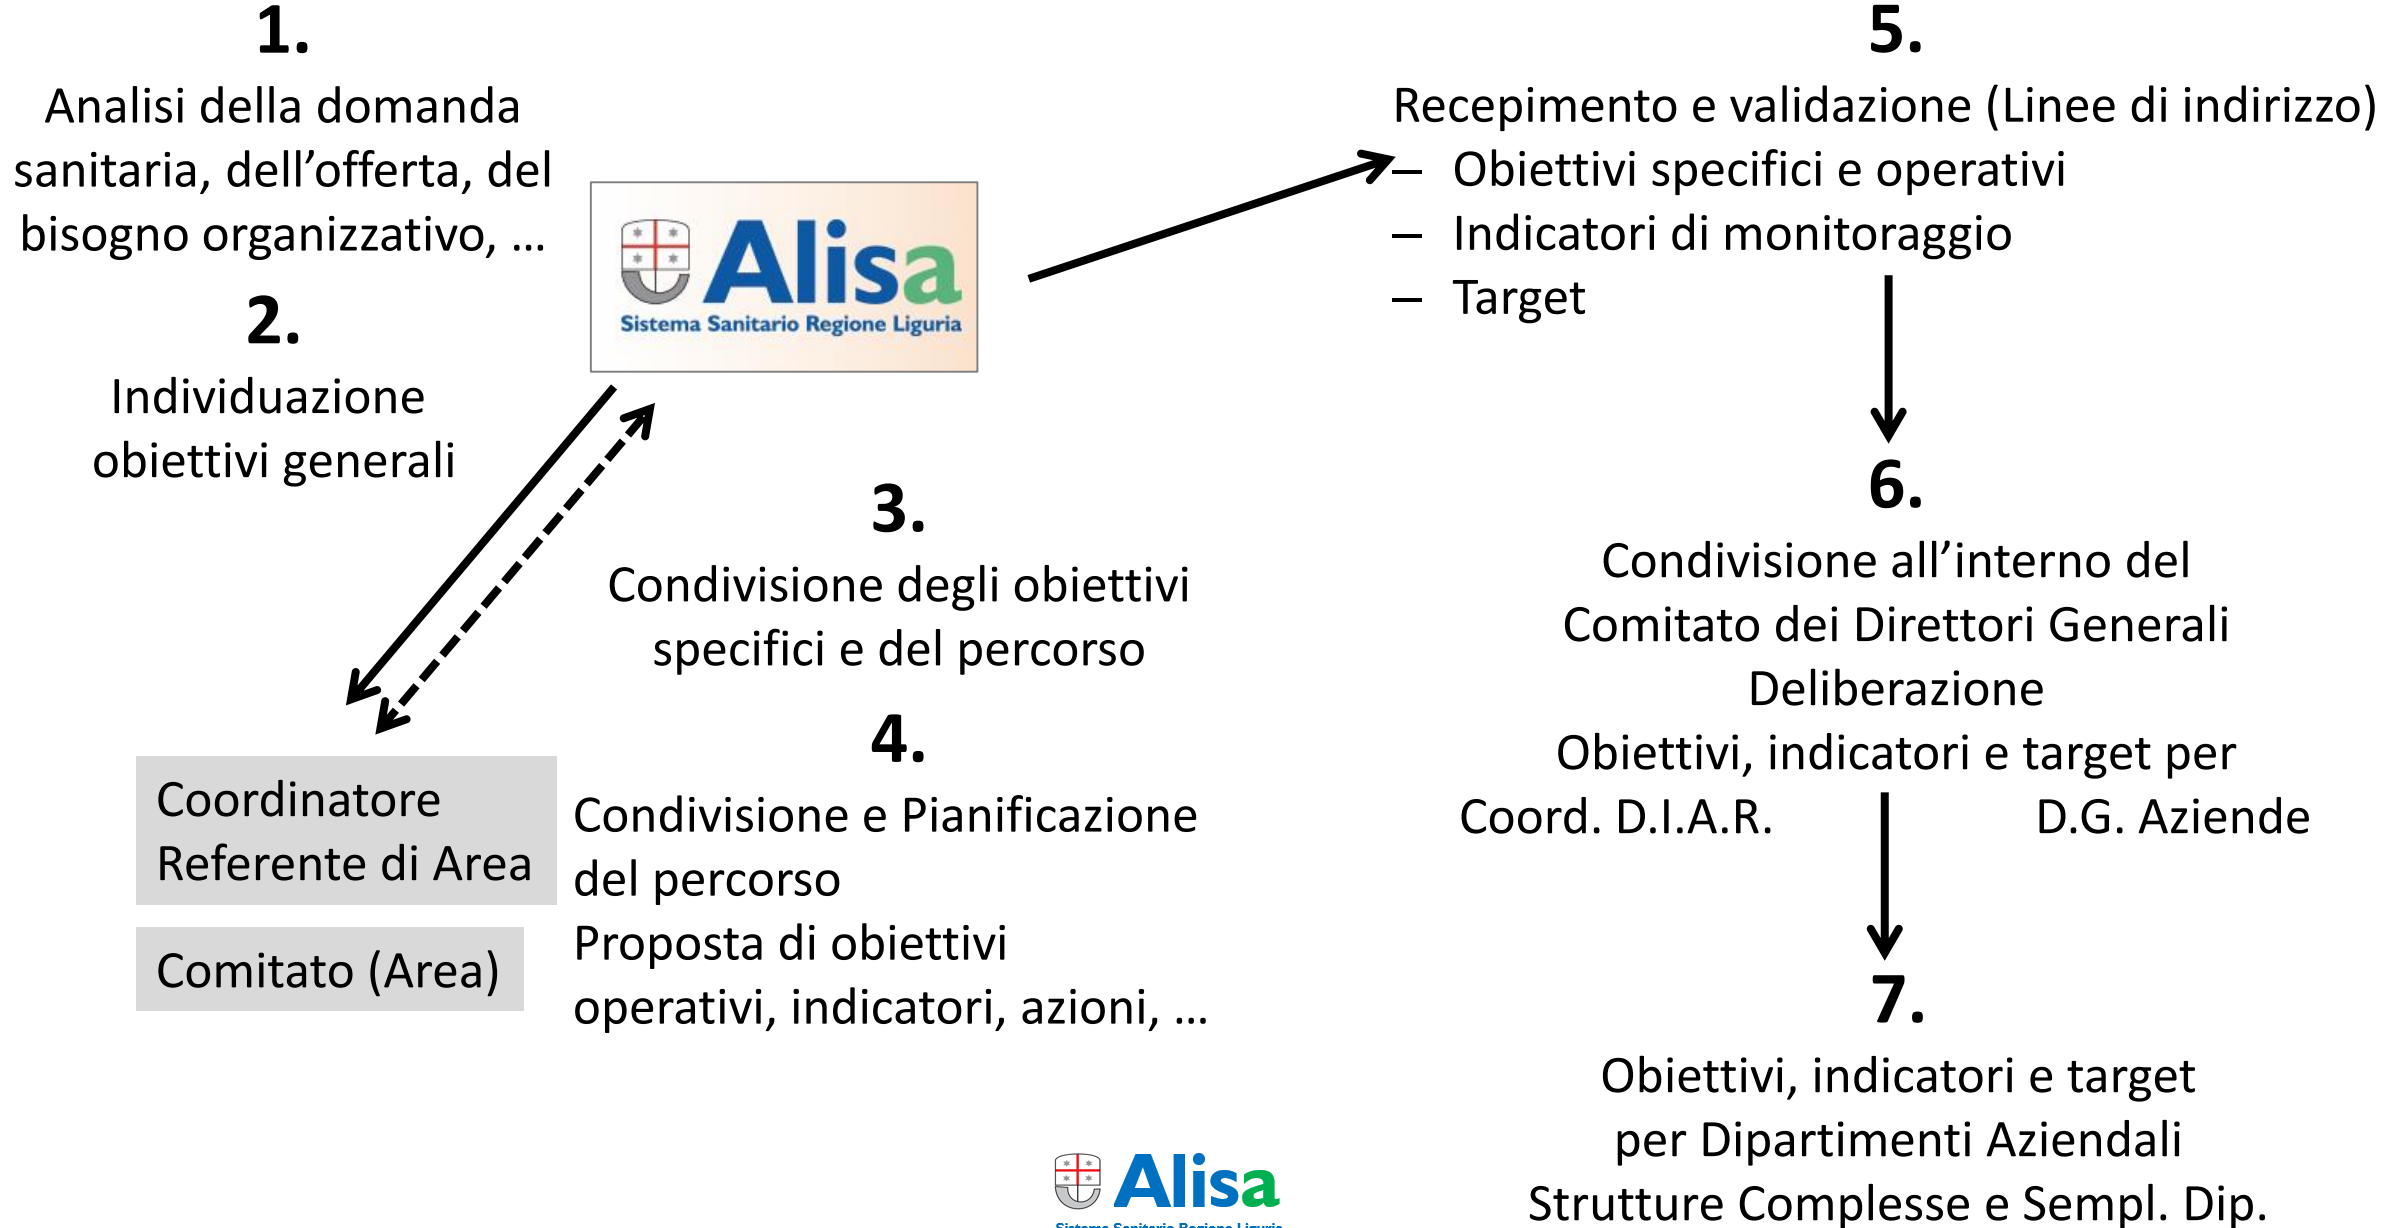 1.
Analisi della domanda
sanitaria, dell’offerta, del
bisogno organizzativo, …
2.
Individuazione
obiettivi generali
Alisa
Sistema Sanitario Regione Liguria
3.
Condivisione degli obiettivi
specifici e del percorso
4.
Condivisione e Pianificazione
del percorso
Proposta di obiettivi
operativi, indicatori, azioni, …
Coordinatore
Referente di Area
Comitato (Area)
5.
Recepimento e validazione (Linee di indirizzo)
– Obiettivi specifici e operativi
– Indicatori di monitoraggio
– Target
6.
Condivisione all’interno del
Comitato dei Direttori Generali
Deliberazione
Obiettivi, indicatori e target per
Coord. D.I.A.R. D.G. Aziende
7.
Obiettivi, indicatori e target
per Dipartimenti Aziendali
Strutture Complesse e Sempl. Dip.
Alisa
Sistema Sanitario Regione Liguria